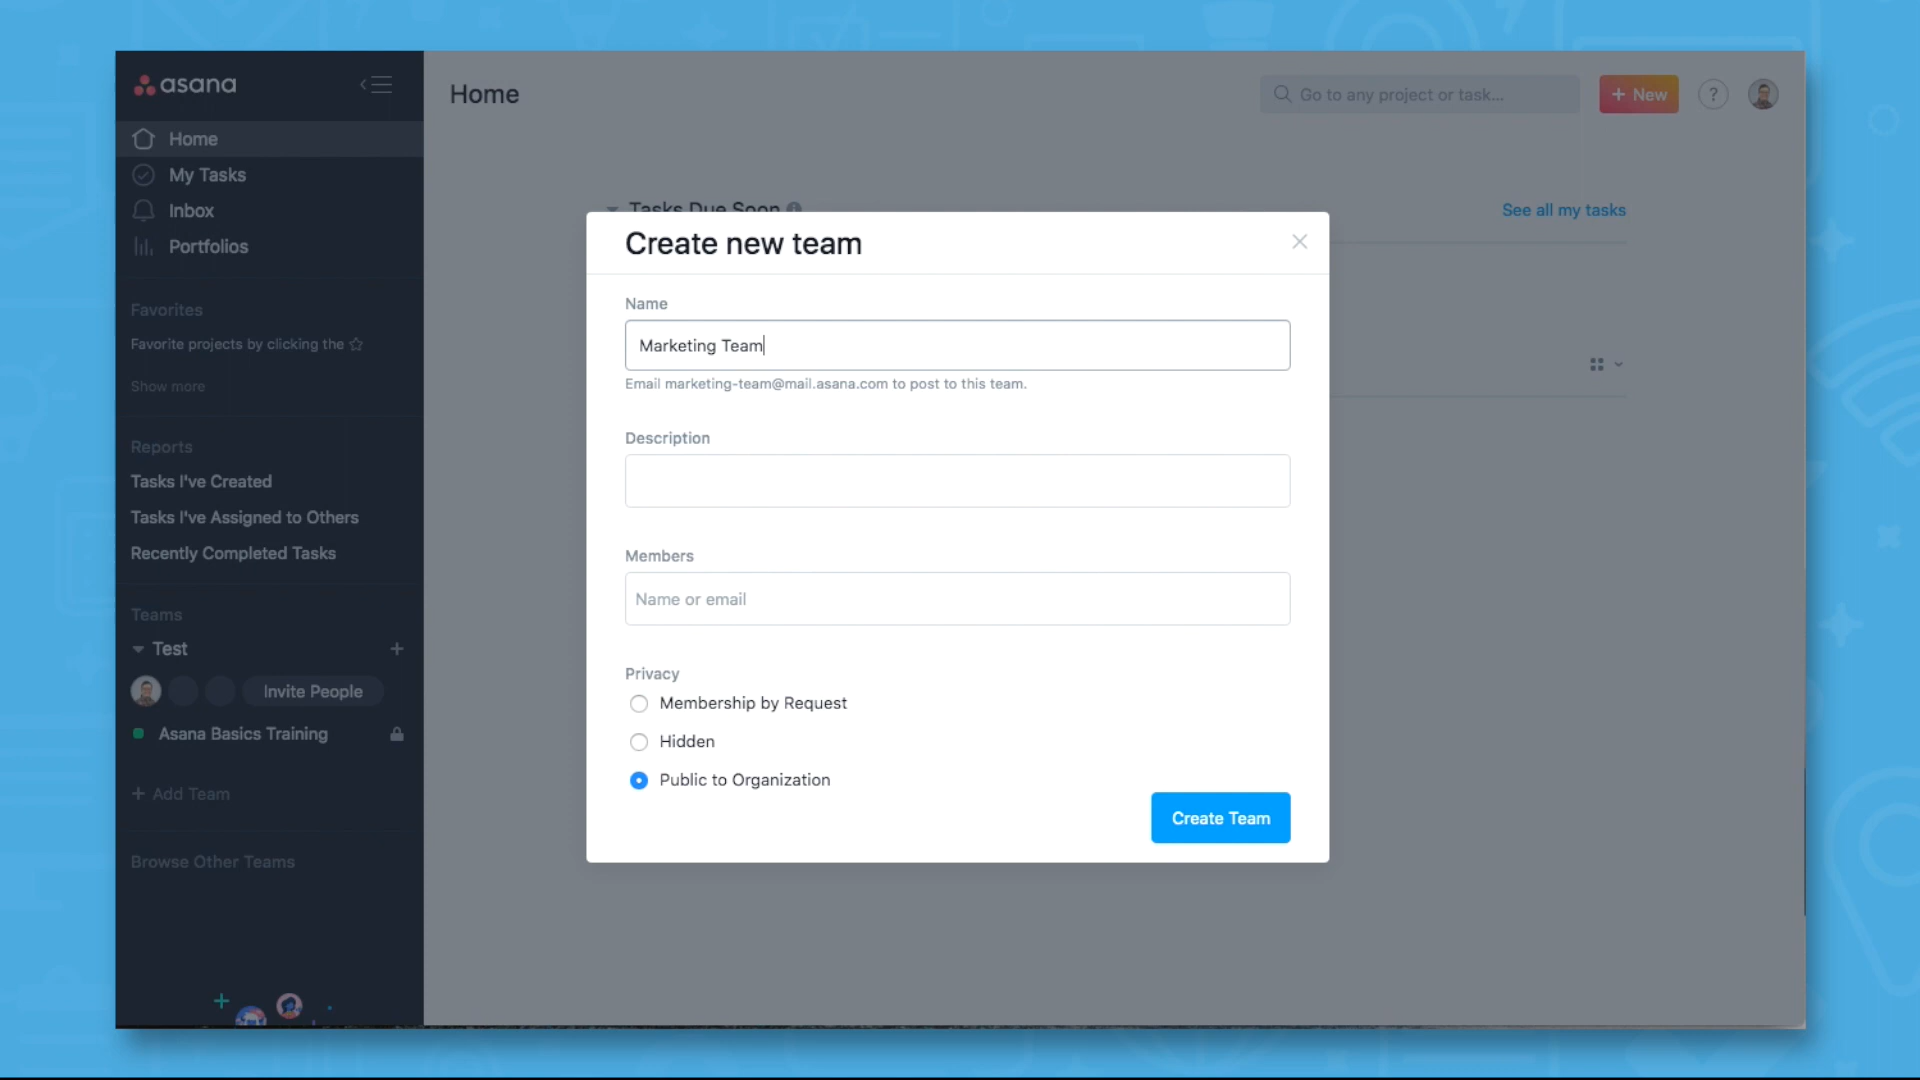 asana
Home
Go to any project or task...
+ New
?
Home
My Tasks
Inbox
Portfolios
Favorites
Favorite projects by clicking the
Show more
Reports
Tasks I've Created
Tasks I've Assigned to Others
Recently Completed Tasks
Teams
Test
Invite People
Asana Basics Training
+ Add Team
Browse Other Teams
Tasks Due Soon
See all my tasks
Create new team
Name
Marketing Team
Email marketing-team@mail.asana.com to post to this team.
Description
Members
Name or email
Privacy
Membership by Request
Hidden
Public to Organization
Create Team